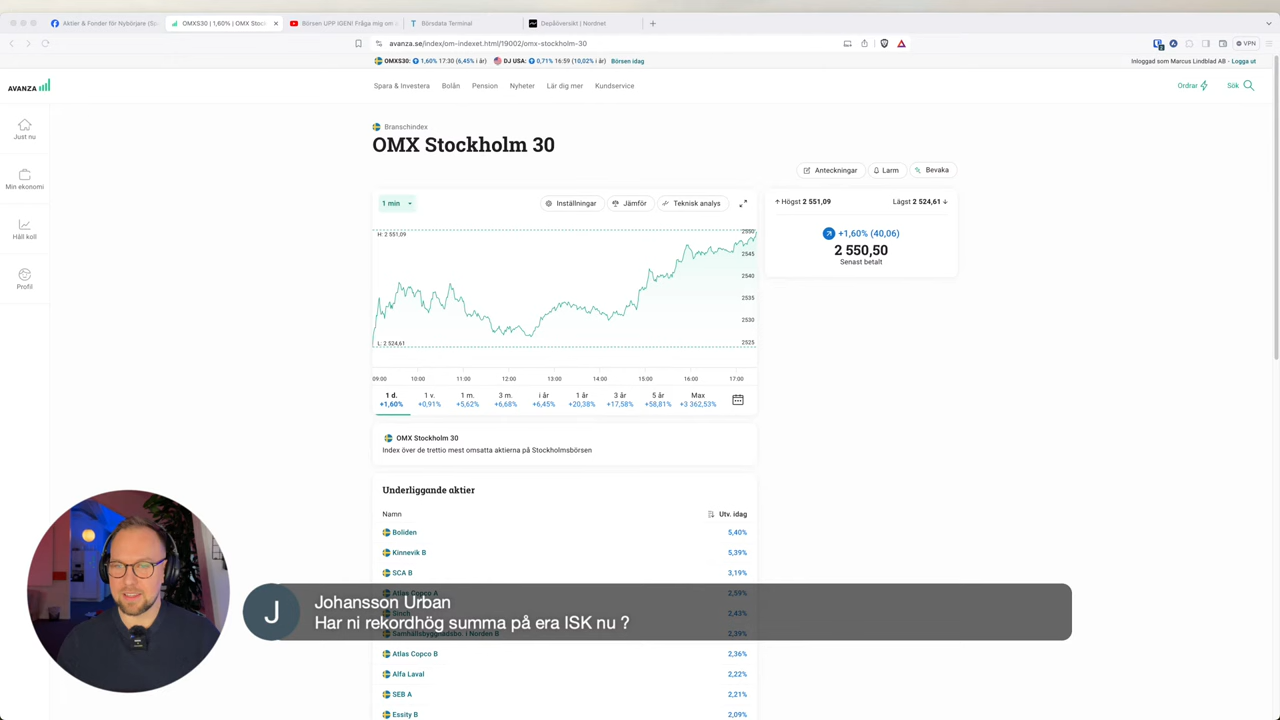 Aktier & Fonder för Nybörjare (Su
OMXS30 | 1,60% | OMX Stock
Börsen UPP IGEN! Fråga mig om
Börsdata Terminal
Depåöversikt | Nordnet
avanza.se/index/om-indexet.html/19002/omx-stockholm-30
VPN
OMXS30: 1,60% 17:30 (6,45% i år)
DJ USA: 0,71% 16:59 (10,02% i år)
Börsen idag
Inloggad som Marcus Lindblad AB - Logga ut
AVANZA
Spara & Investera
Bolån
Pension
Nyheter
Lär dig mer
Kundservice
Ordrar
Sök
Just nu
Min ekonomi
Håll koll
Profil
Branschindex
OMX Stockholm 30
Anteckningar
Larm
Bevaka
1 min
Inställningar
Jämför
Teknisk analys
Högst 2 551,09
Lägst 2 524,61
+1,60% (40,06)
2 550,50
Senast betalt
H: 2 551,09
2550
2545
2540
2535
2530
2525
L: 2 524,61
09:00 10:00 11:00 12:00 13:00 14:00 15:00 16:00 17:00
1 d. 1 v. 1 m. 3 m. i år 1 år 3 år 5 år Max
+1,60% +0,91% +5,62% +6,68% +6,45% +20,38% +17,58% +58,81% +3 362,53%
OMX Stockholm 30
Index över de trettio mest omsatta aktierna på Stockholmsbörsen
Underliggande aktier
Namn Utv. idag
Boliden 5,40%
Kinnevik B 5,39%
SCA B 3,19%
Atlas Copco A 2,59%
Sinch 2,43%
Samhällsbyggnadsbo. i Norden B 2,39%
J
Johansson Urban
Har ni rekordhög summa på era ISK nu ?
Atlas Copco B 2,36%
Alfa Laval 2,22%
SEB A 2,21%
Essity B 2,09%